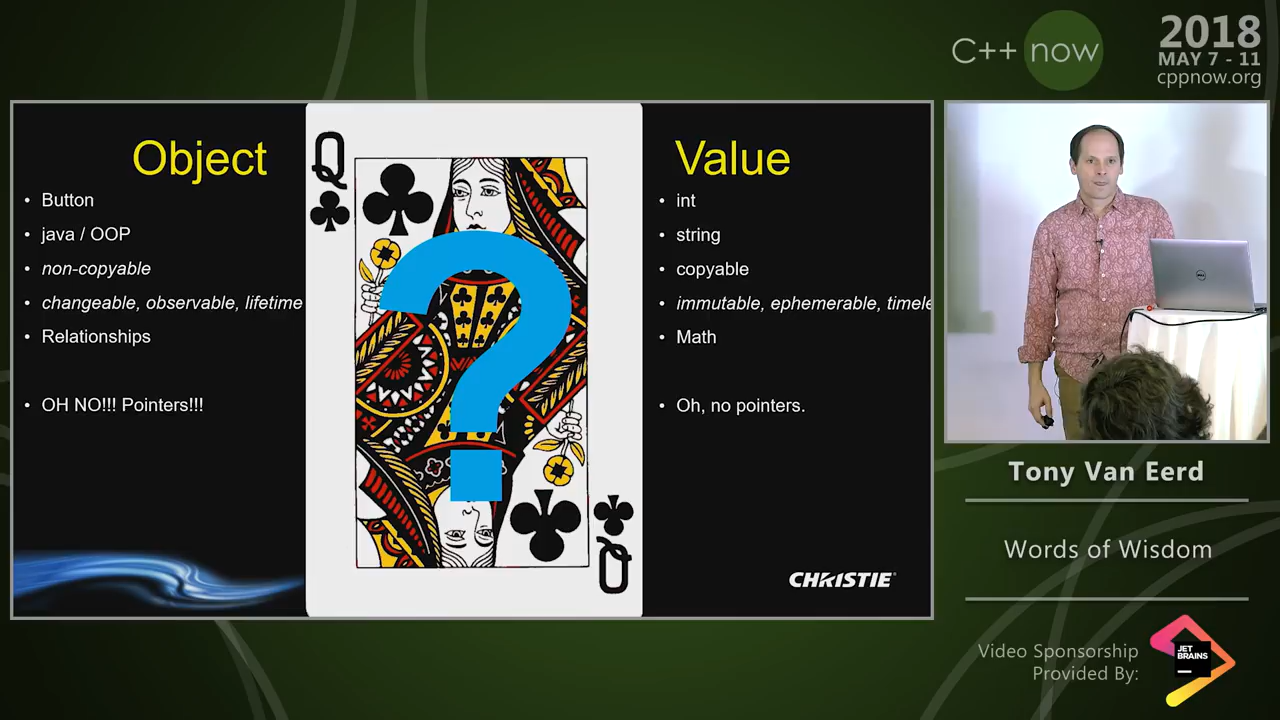 C++ now
2018
MAY 7 - 11
cppnow.org
Object
• Button
• java / OOP
• non-copyable
• changeable, observable, lifetime
• Relationships
• OH NO!!! Pointers!!!
Q
Q
Value
• int
• string
• copyable
• immutable, ephemerable, timele
• Math
• Oh, no pointers.
CHRISTIE
?
DELL
Tony Van Eerd
Words of Wisdom
Video Sponsorship
Provided By:
JET
BRAINS